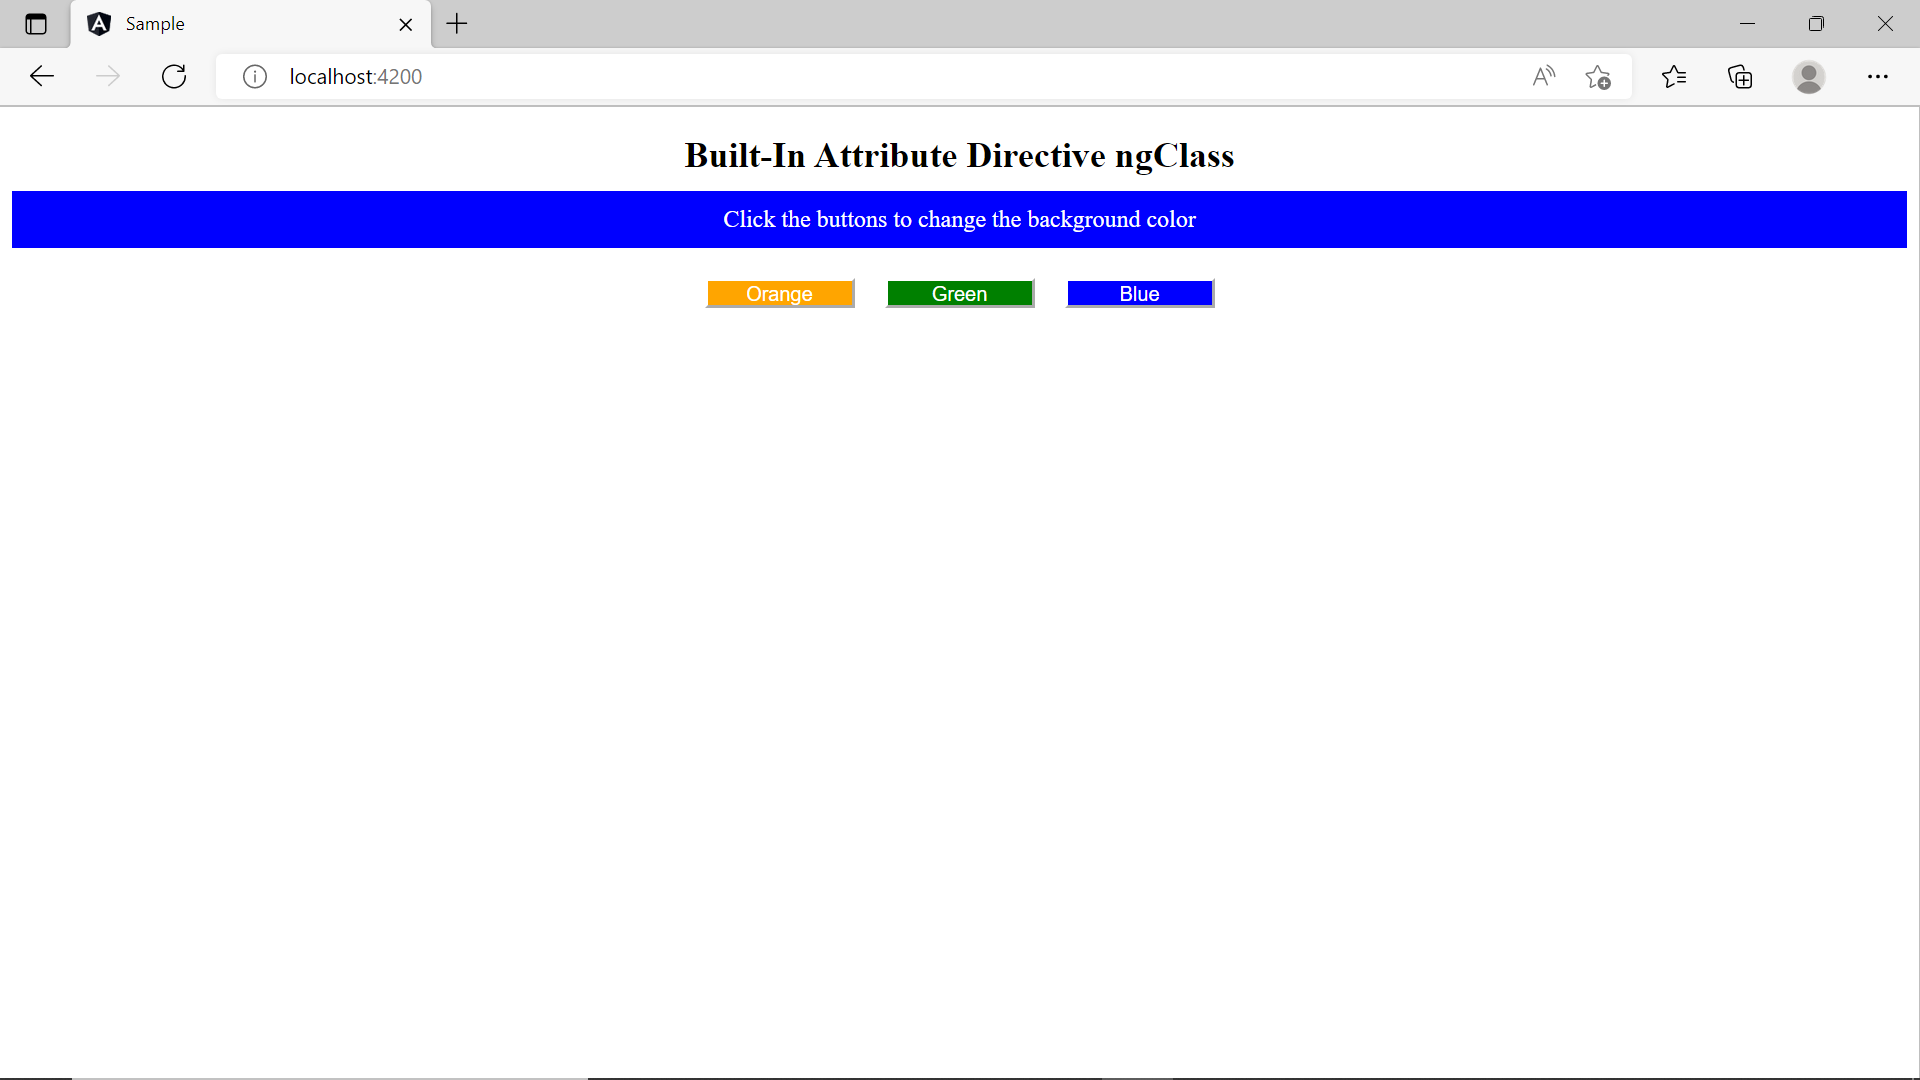 Sample
localhost:4200
Built-In Attribute Directive ngClass
Click the buttons to change the background color
Orange Green Blue